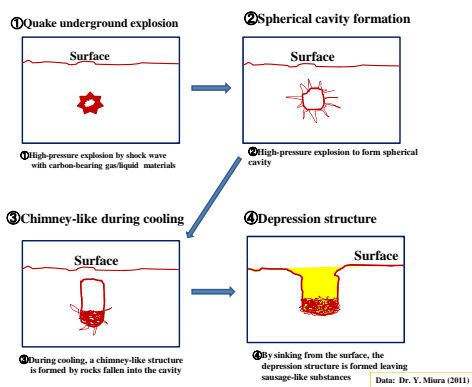 ①Quake underground explosion
Surface
①High-pressure explosion by shock wave
with carbon-bearing gas/liquid materials
②Spherical cavity formation
Surface
②High-pressure explosion to form spherical
cavity
③Chimney-like during cooling
Surface
③During cooling, a chimney-like structure
is formed by rocks fallen into the cavity
④Depression structure
Surface
④By sinking from the surface, the
depression structure is formed leaving
sausage-like substances
Data: Dr. Y. Miura (2011)